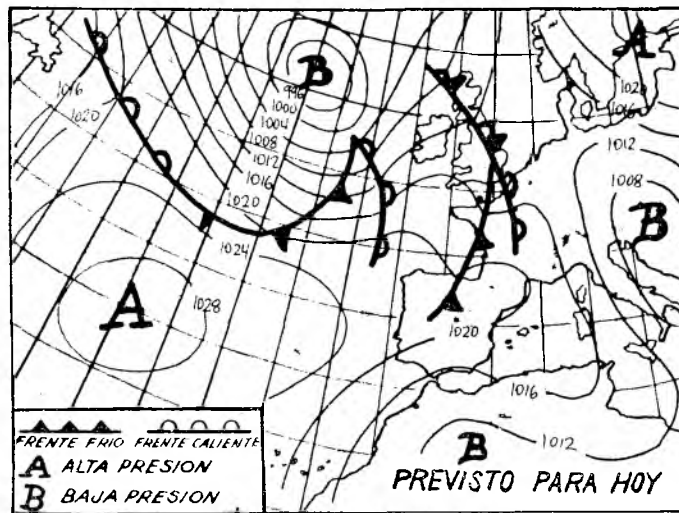 A
B
996
1000
1004
1008
1012
1016
1020
1024
1016
1020
1020
1016
1012
1008
B
A
1028
1020
1016
1012
B
FRENTE FRIO FRENTE CALIENTE
A ALTA PRESION
B BAJA PRESION
PREVISTO PARA HOY